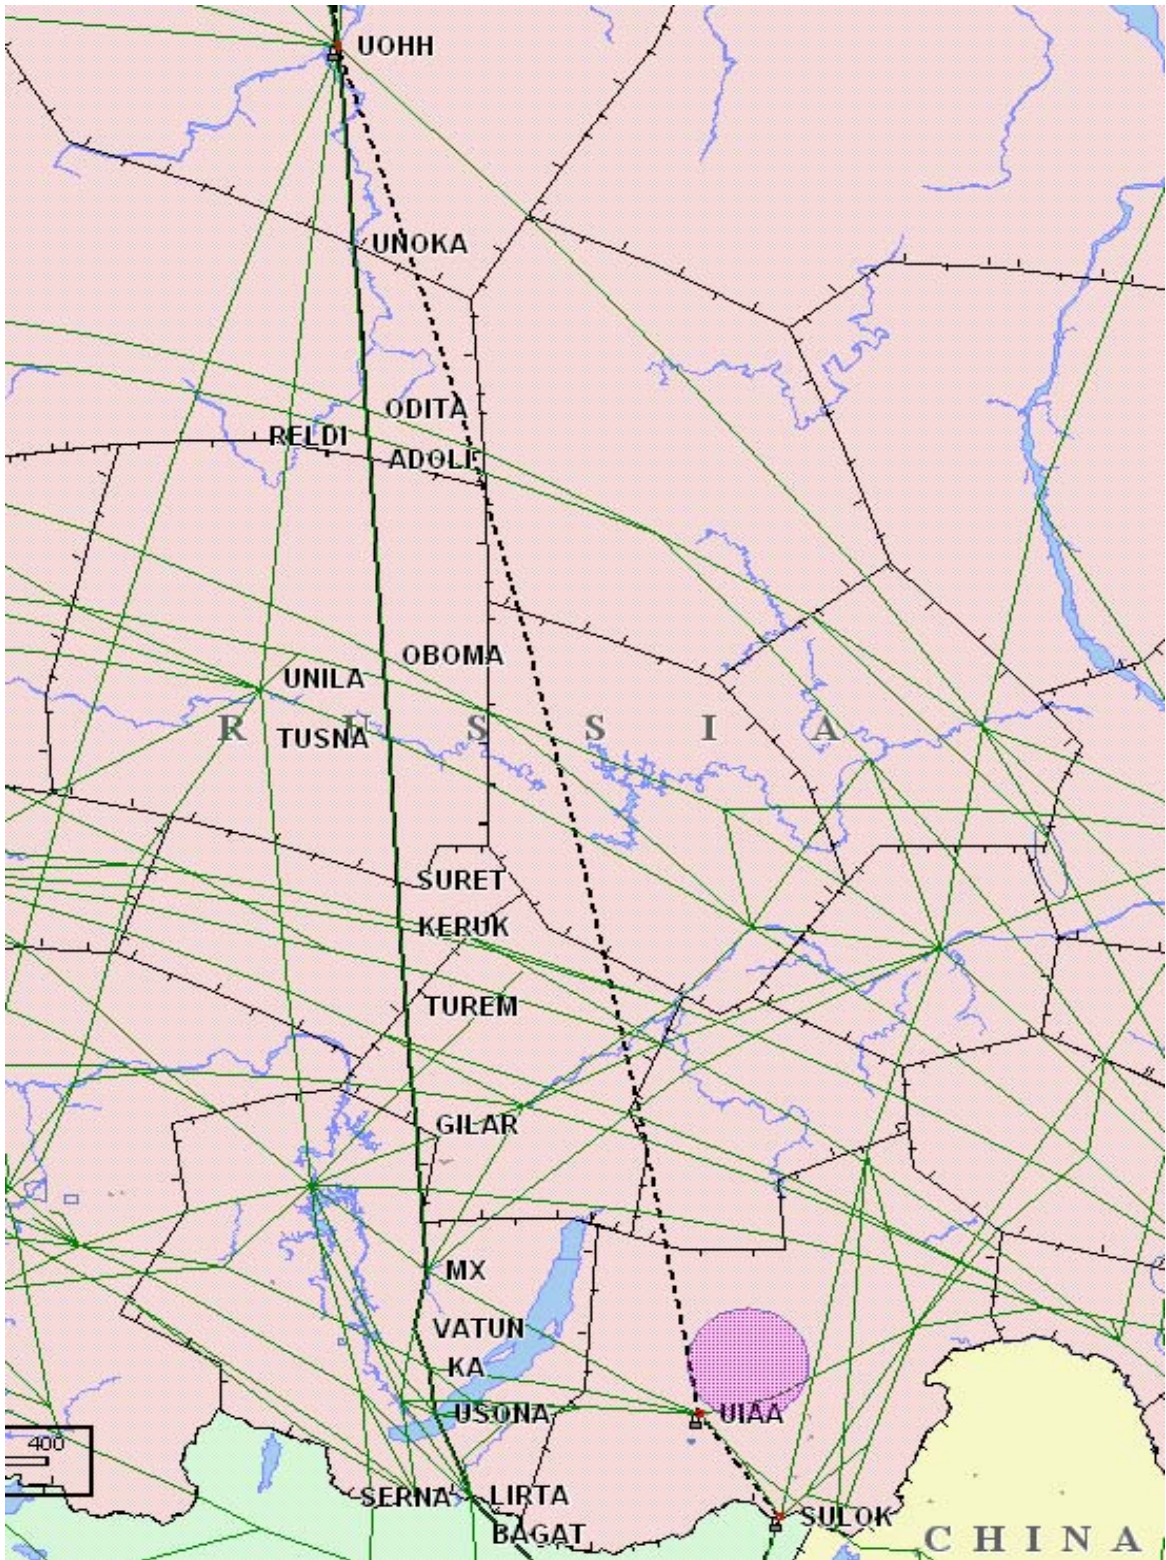 UOHH
UNOKA
ODITA
RELDI
ADOLI
OBOMA
UNILA
R U S S I A
TUSNA
SURET
KERUK
TUREM
GILAR
MX
VATUN
KA
USONA
UIAA
400
SERNA
LIRTA
SULOK
BAGAT
CHINA